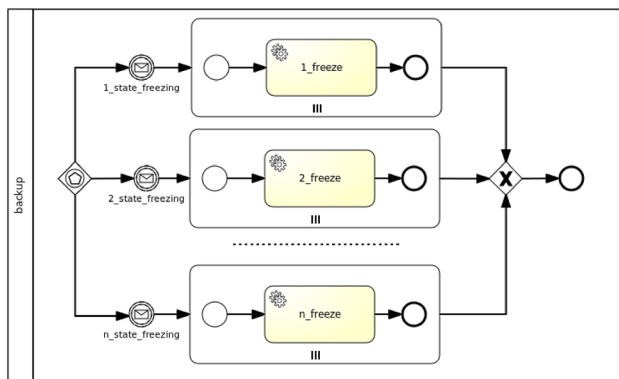 backup
1_state_freezing
1_freeze
2_state_freezing
2_freeze
n_state_freezing
n_freeze